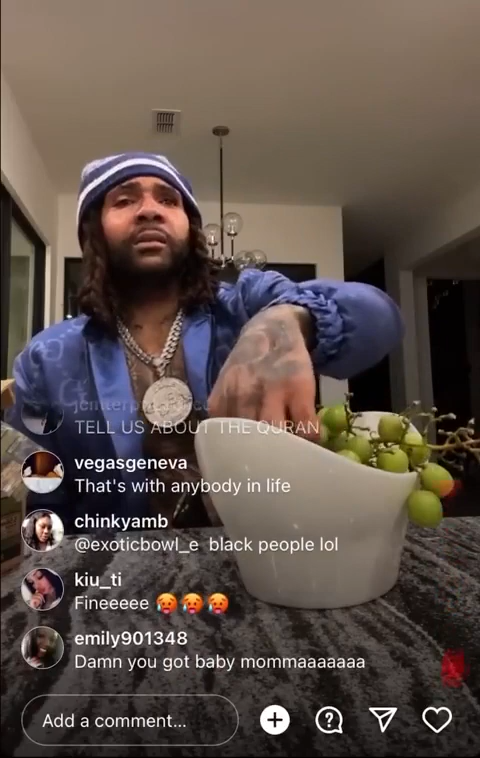 TELL US ABOUT THE QURAN
vegasgeneva
That's with anybody in life
chinkyamb
@exoticbowl_e black people lol
kiu_ti
Fineeeee 🥵🥵🥵
emily901348
Damn you got baby mommaaaaaaa
Add a comment...